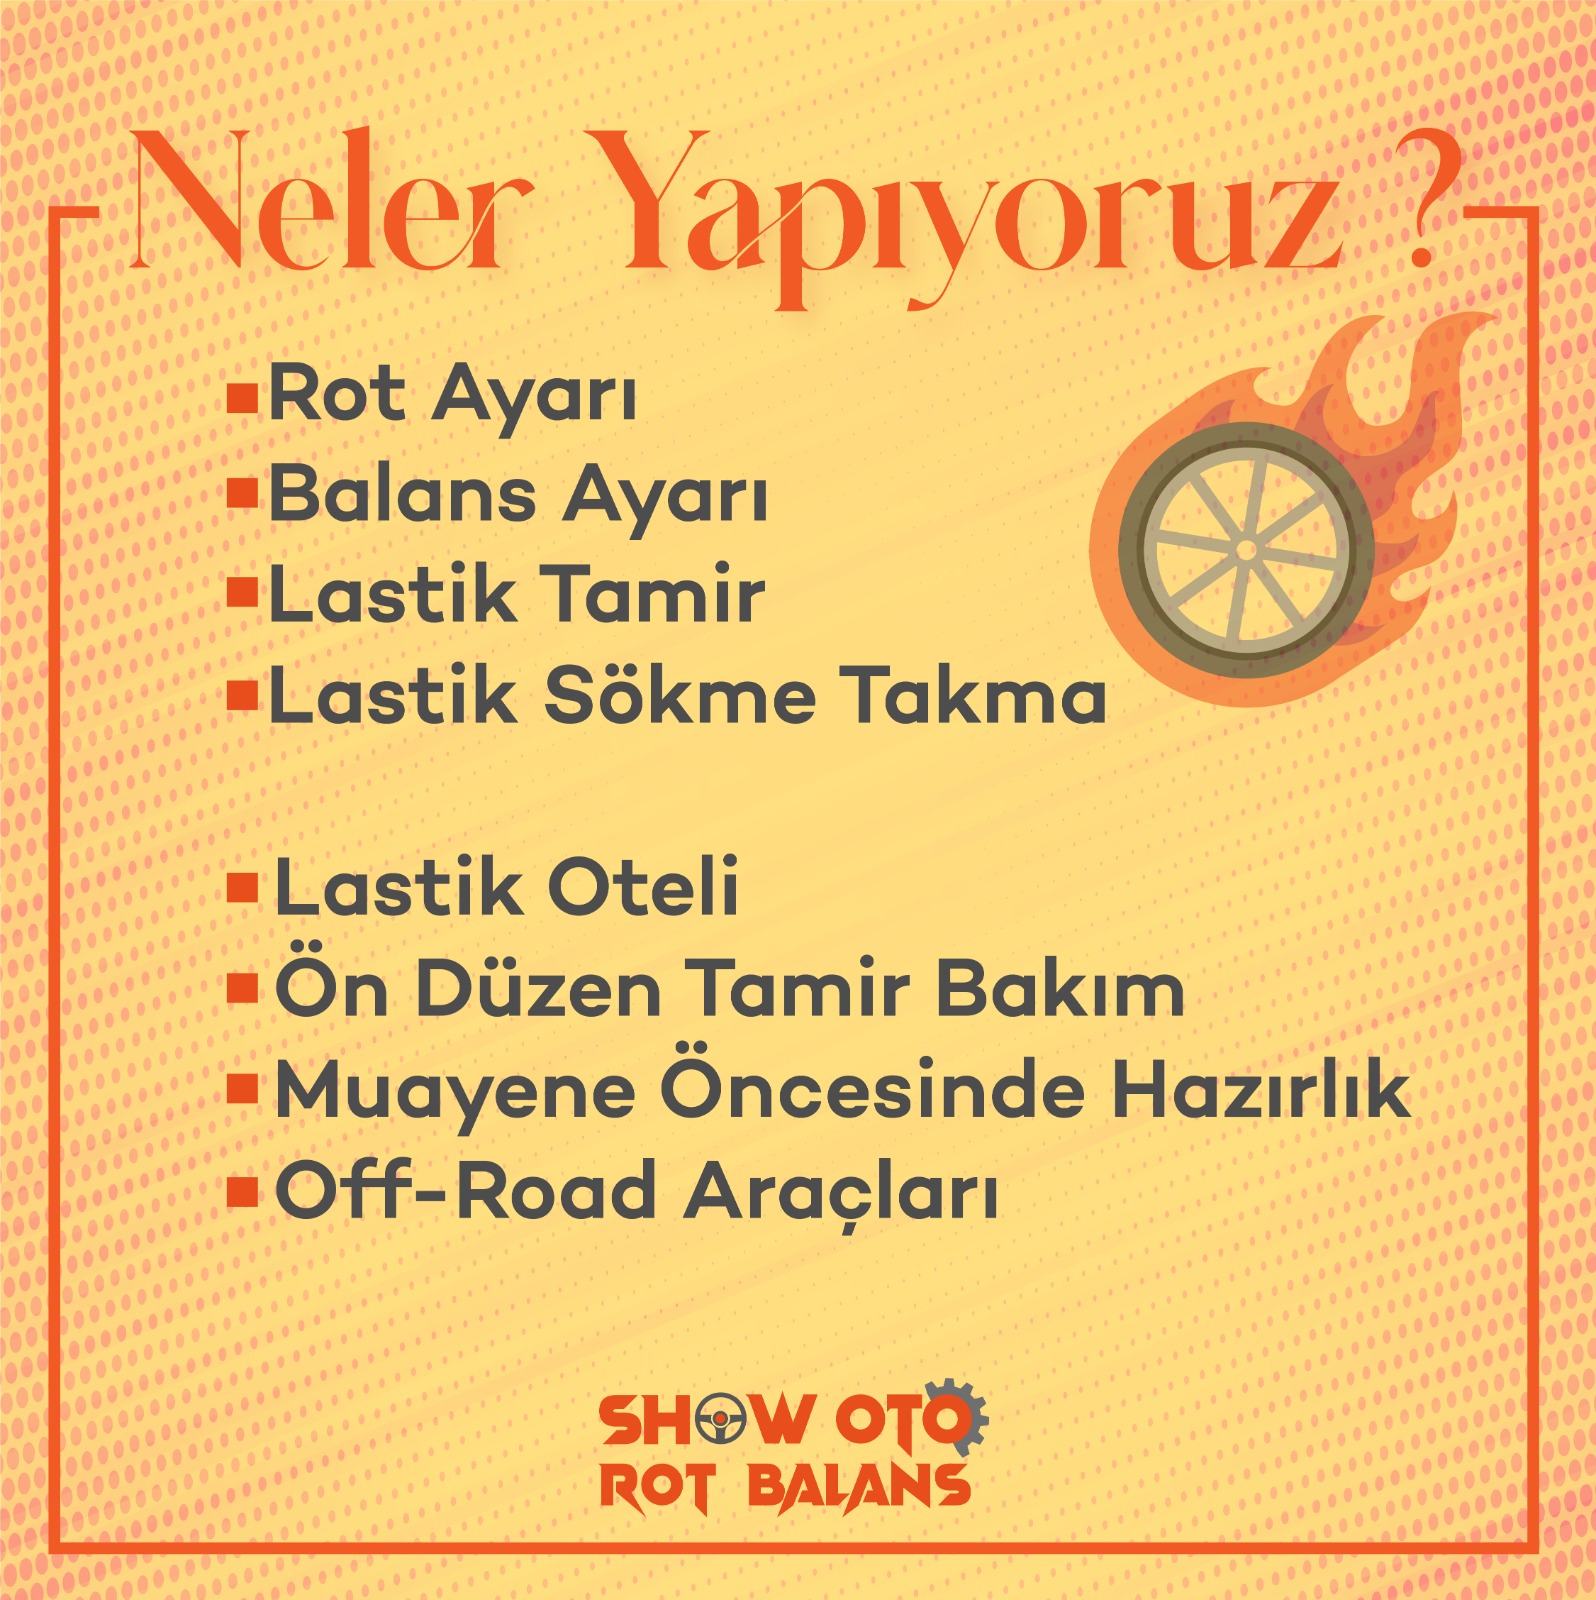 Neler Yapıyoruz ?
Rot Ayarı
Balans Ayarı
Lastik Tamir
Lastik Sökme Takma
Lastik Oteli
Ön Düzen Tamir Bakım
Muayene Öncesinde Hazırlık
Off-Road Araçları
SHOW OTO
ROT BALANS